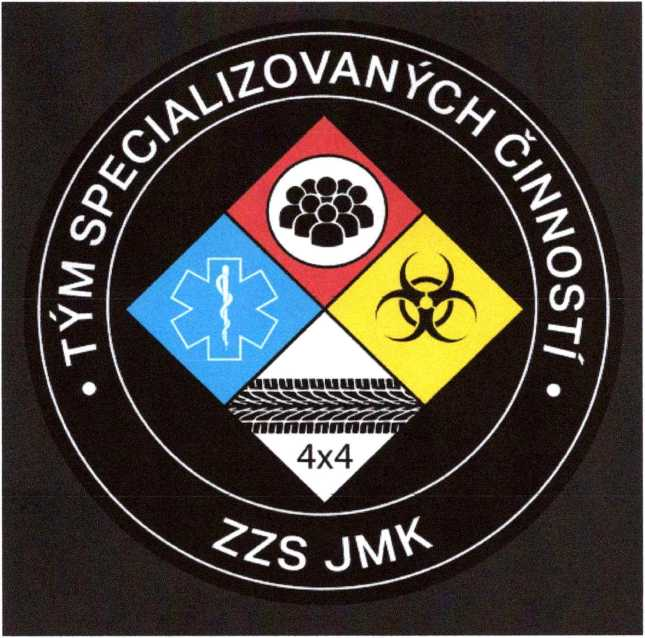 • TÝM SPECIALIZOVANÝCH ČINNOSTÍ •
4x4
ZZS JMK